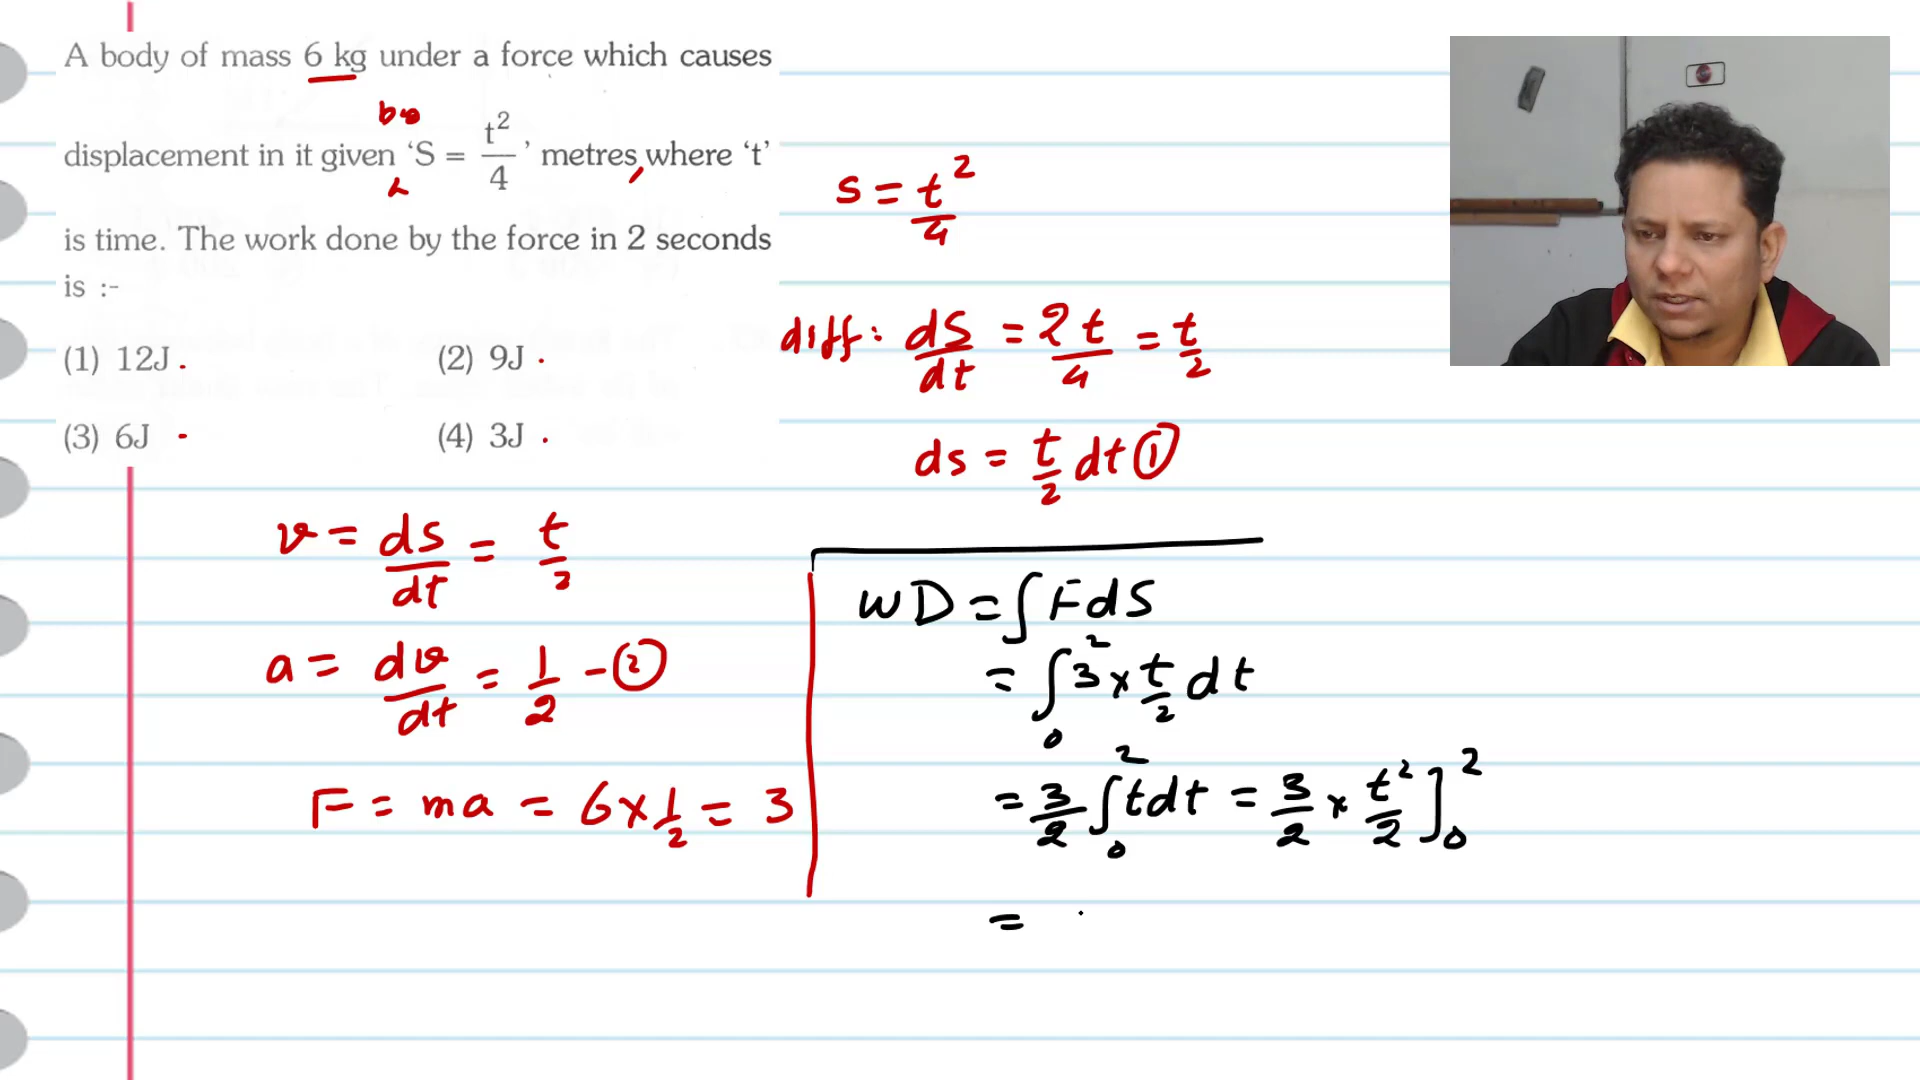 A body of mass 6 kg under a force which causes
by
displacement in it given ‘S = t²/4’ metres, where ‘t’
is time. The work done by the force in 2 seconds
is :-
(1) 12J . (2) 9J .
(3) 6J . (4) 3J .
s = t²/4
diff: dS/dt = 2t/4 = t/2
ds = t/2 dt ①
v = ds/dt = t/2
a = dv/dt = 1/2 - ②
F = ma = 6 × 1/2 = 3
WD = ∫ F dS
= ∫₀² 3 × t/2 dt
= 3/2 ∫₀² t dt = 3/2 × t²/2 ]₀²
=